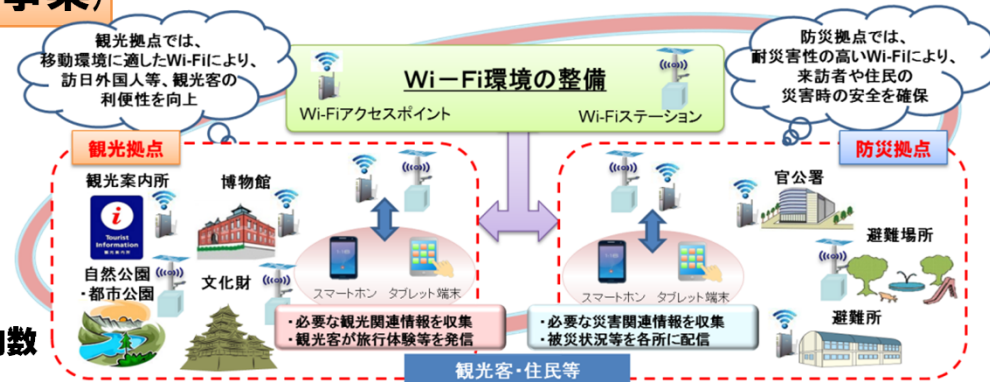 事業)
観光拠点では、
移動環境に適したWi-Fiにより、
訪日外国人等、観光客の
利便性を向上
Wi-Fi環境の整備
Wi-Fiアクセスポイント
Wi-Fiステーション
防災拠点では、
耐災害性の高いWi-Fiにより、
来訪者や住民の
災害時の安全を確保
観光拠点
観光案内所
博物館
i
Tourist
Information
観光案内所
自然公園
・都市公園
文化財
スマートホン
タブレット端末
・必要な観光関連情報を収集
・観光客が旅行体験等を発信
防災拠点
官公署
避難場所
避難所
スマートホン
タブレット端末
・必要な災害関連情報を収集
・被災状況等を各所に配信
観光客・住民等
数